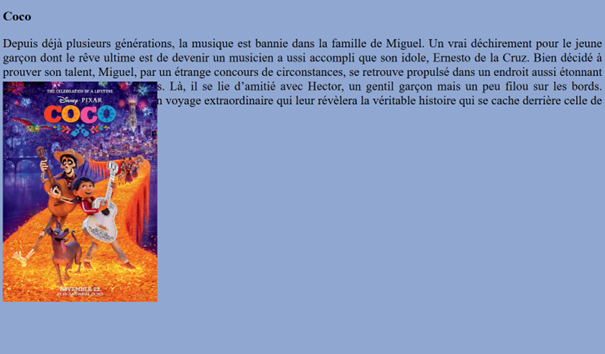 Coco
Depuis déjà plusieurs générations, la musique est bannie dans la famille de Miguel. Un vrai déchirement pour le jeune
garçon dont le rêve ultime est de devenir un musicien a ussi accompli que son idole, Ernesto de la Cruz. Bien décidé à
prouver son talent, Miguel, par un étrange concours de circonstances, se retrouve propulsé dans un endroit aussi étonnant
s. Là, il se lie d’amitié avec Hector, un gentil garçon mais un peu filou sur les bords.
voyage extraordinaire qui leur révèlera la véritable histoire qui se cache derrière celle de
THE CELEBRATION OF A LIFETIME
Disney PIXAR
COCO
NOVEMBER 22